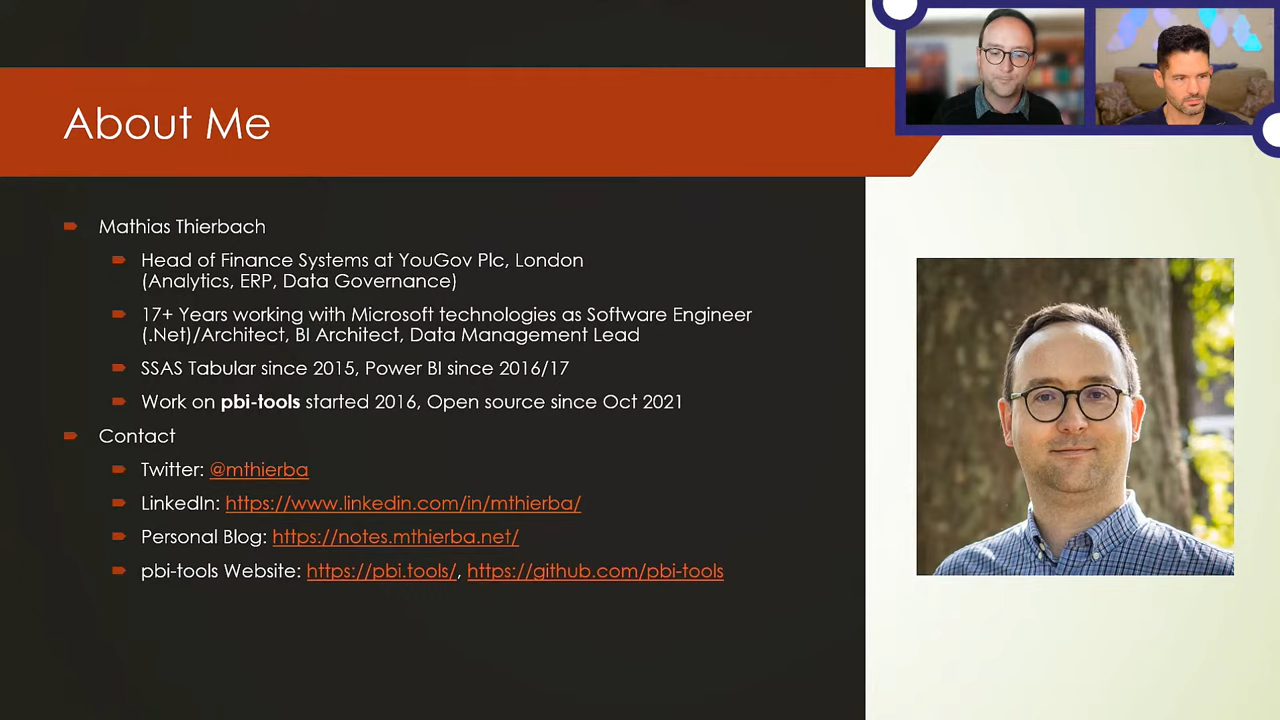 About Me
Mathias Thierbach
Head of Finance Systems at YouGov Plc, London
(Analytics, ERP, Data Governance)
17+ Years working with Microsoft technologies as Software Engineer
(.Net)/Architect, BI Architect, Data Management Lead
SSAS Tabular since 2015, Power BI since 2016/17
Work on pbi-tools started 2016, Open source since Oct 2021
Contact
Twitter: @mthierba
LinkedIn: https://www.linkedin.com/in/mthierba/
Personal Blog: https://notes.mthierba.net/
pbi-tools Website: https://pbi.tools/, https://github.com/pbi-tools